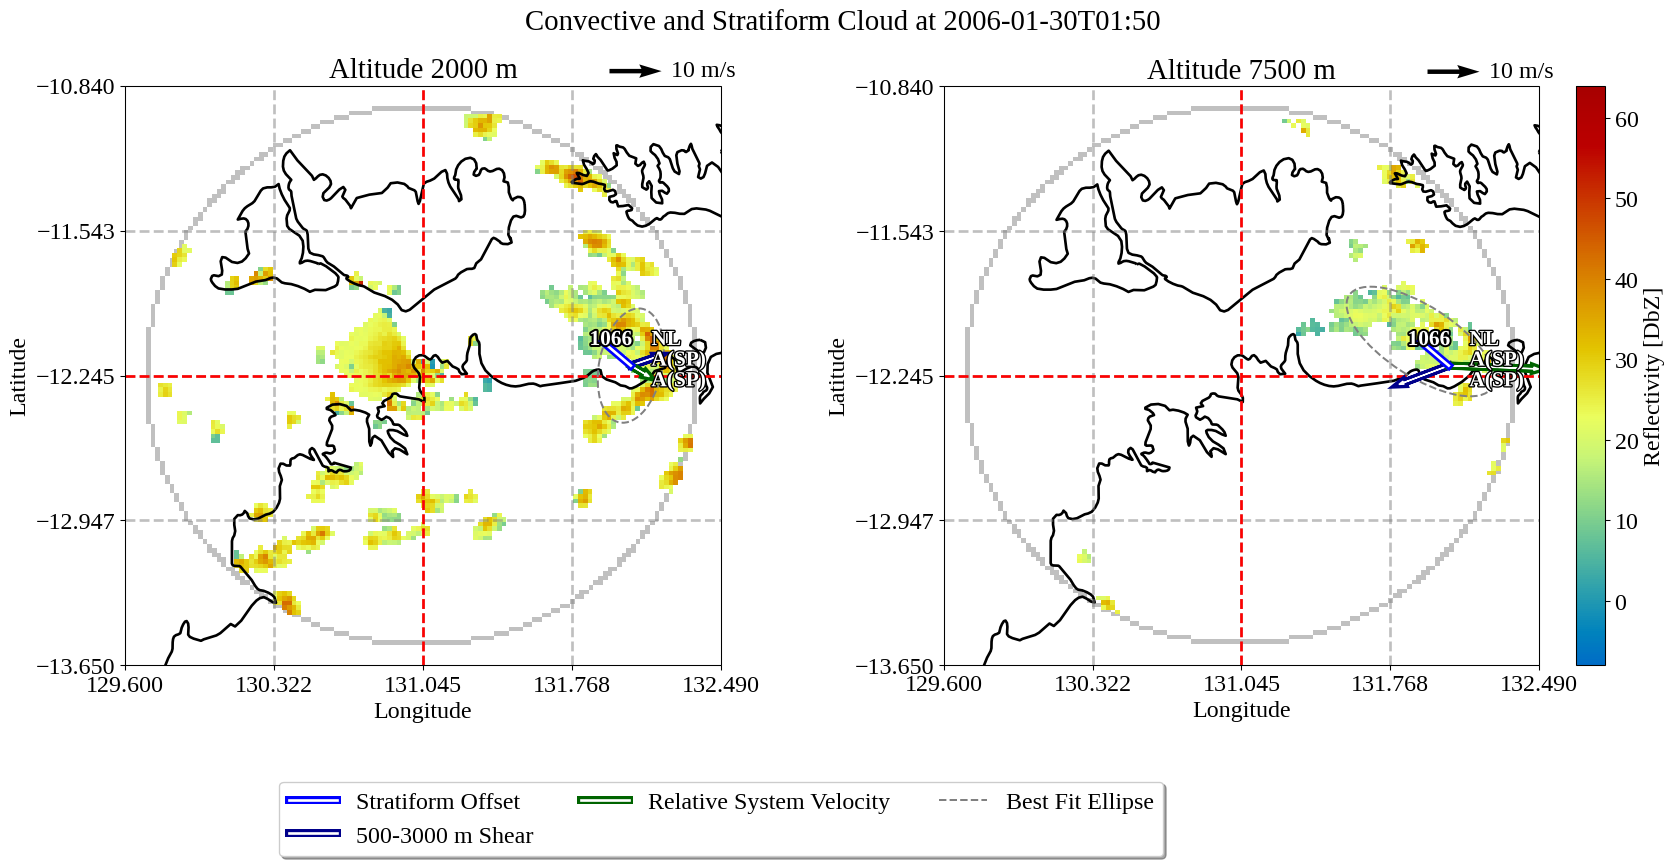 Convective and Stratiform Cloud at 2006-01-30T01:50
Altitude 2000 m
10 m/s
Altitude 7500 m
10 m/s
−10.840
−11.543
−12.245
−12.947
−13.650
129.600
130.322
131.045
131.768
132.490
Longitude
Latitude
1066
NL
A(SP)
A(SP)
−10.840
−11.543
−12.245
−12.947
−13.650
129.600
130.322
131.045
131.768
132.490
Longitude
Latitude
1066
NL
A(SP)
A(SP)
60
50
40
30
20
10
0
Reflectivity [DbZ]
Stratiform Offset
500-3000 m Shear
Relative System Velocity
Best Fit Ellipse